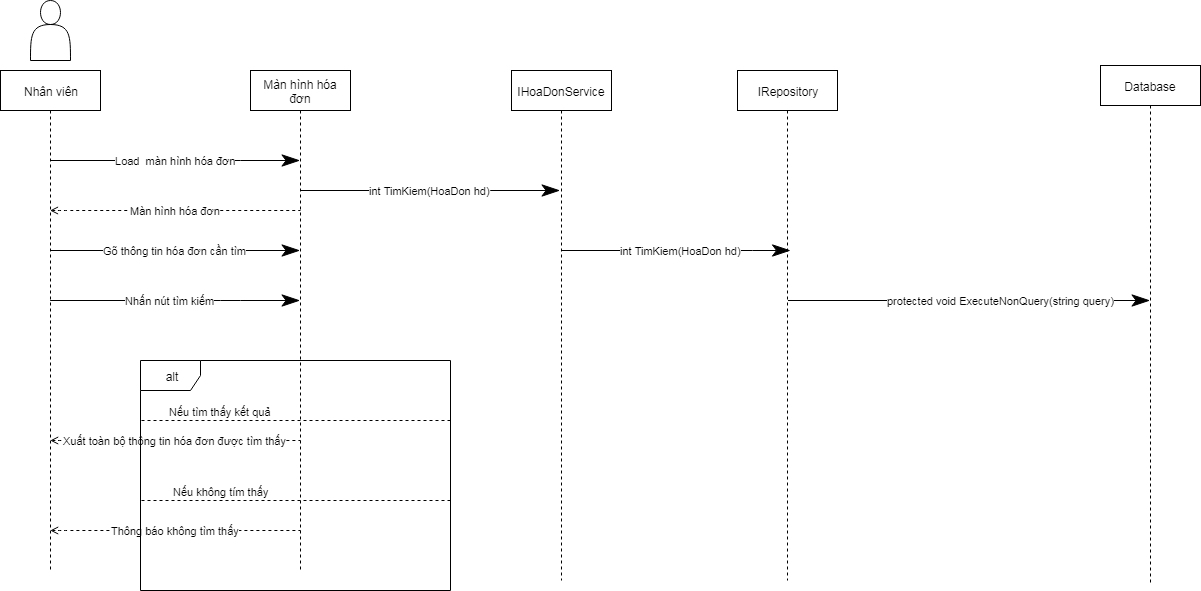 Nhân viên
Màn hình hóa
đơn
IHoaDonService
IRepository
Database
Load màn hình hóa đơn
int TimKiem(HoaDon hd)
Màn hình hóa đơn
Gõ thông tin hóa đơn cần tìm
int TimKiem(HoaDon hd)
Nhấn nút tìm kiếm
protected void ExecuteNonQuery(string query)
alt
Nếu tìm thấy kết quả
Xuất toàn bộ thông tin hóa đơn được tìm thấy
Nếu không tím thấy
Thông báo không tìm thấy